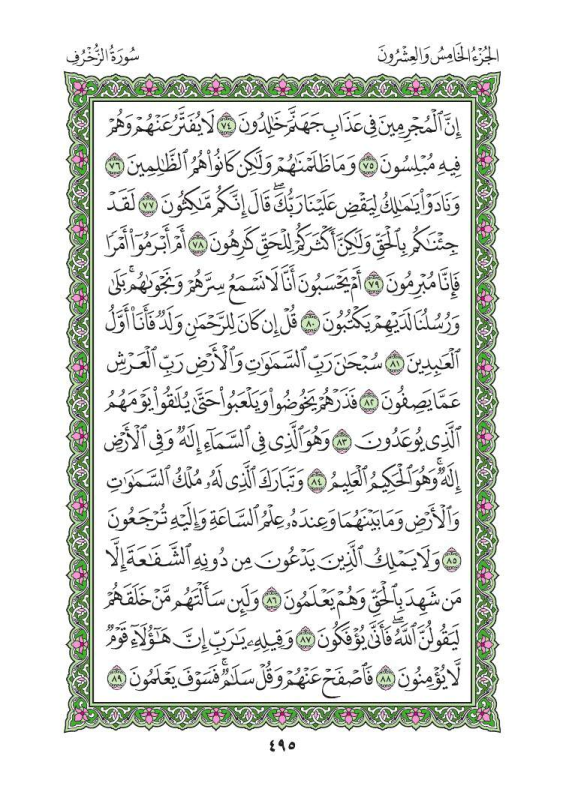 الجُزْءُ الخَامِسُ وَالعِشْرُونَ
سُورَةُ الزُّخْرُفِ
إِنَّ ٱلْمُجْرِمِينَ فِى عَذَابِ جَهَنَّمَ خَٰلِدُونَ ٧٤ لَا يُفَتَّرُ عَنْهُمْ وَهُمْ
فِيهِ مُبْلِسُونَ ٧٥ وَمَا ظَلَمْنَٰهُمْ وَلَٰكِن كَانُوا۟ هُمُ ٱلظَّٰلِمِينَ ٧٦
وَنَادَوْا۟ يَٰمَٰلِكُ لِيَقْضِ عَلَيْنَا رَبُّكَ ۖ قَالَ إِنَّكُم مَّٰكِثُونَ ٧٧ لَقَدْ
جِئْنَٰكُم بِٱلْحَقِّ وَلَٰكِنَّ أَكْثَرَكُمْ لِلْحَقِّ كَٰرِهُونَ ٧٨ أَمْ أَبْرَمُوٓا۟ أَمْرًا
فَإِنَّا مُبْرِمُونَ ٧٩ أَمْ يَحْسَبُونَ أَنَّا لَا نَسْمَعُ سِرَّهُمْ وَنَجْوَىٰهُم ۚ بَلَىٰ
وَرُسُلُنَا لَدَيْهِمْ يَكْتُبُونَ ٨٠ قُلْ إِن كَانَ لِلرَّحْمَٰنِ وَلَدٌ فَأَنَا۠ أَوَّلُ
ٱلْعَٰبِدِينَ ٨١ سُبْحَٰنَ رَبِّ ٱلسَّمَٰوَٰتِ وَٱلْأَرْضِ رَبِّ ٱلْعَرْشِ
عَمَّا يَصِفُونَ ٨٢ فَذَرْهُمْ يَخُوضُوا۟ وَيَلْعَبُوا۟ حَتَّىٰ يُلَٰقُوا۟ يَوْمَهُمُ
ٱلَّذِى يُوعَدُونَ ٨٣ وَهُوَ ٱلَّذِى فِى ٱلسَّمَآءِ إِلَٰهٌ وَفِى ٱلْأَرْضِ
إِلَٰهٌ ۚ وَهُوَ ٱلْحَكِيمُ ٱلْعَلِيمُ ٨٤ وَتَبَارَكَ ٱلَّذِى لَهُۥ مُلْكُ ٱلسَّمَٰوَٰتِ
وَٱلْأَرْضِ وَمَا بَيْنَهُمَا وَعِندَهُۥ عِلْمُ ٱلسَّاعَةِ وَإِلَيْهِ تُرْجَعُونَ
٨٥ وَلَا يَمْلِكُ ٱلَّذِينَ يَدْعُونَ مِن دُونِهِ ٱلشَّفَٰعَةَ إِلَّا
مَن شَهِدَ بِٱلْحَقِّ وَهُمْ يَعْلَمُونَ ٨٦ وَلَئِن سَأَلْتَهُم مَّنْ خَلَقَهُمْ
لَيَقُولُنَّ ٱللَّهُ ۖ فَأَنَّىٰ يُؤْفَكُونَ ٨٧ وَقِيلِهِۦ يَٰرَبِّ إِنَّ هَٰٓؤُلَآءِ قَوْمٌ
لَّا يُؤْمِنُونَ ٨٨ فَٱصْفَحْ عَنْهُمْ وَقُلْ سَلَٰمٌ ۚ فَسَوْفَ يَعْلَمُونَ ٨٩
٤٩٥